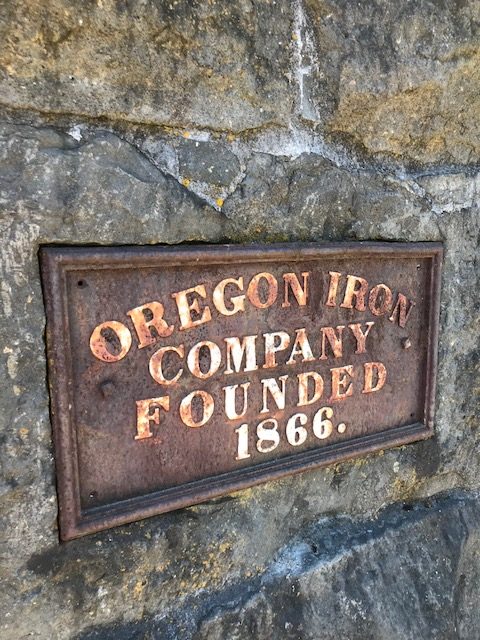 OREGON IRON
COMPANY
FOUNDED
1866.